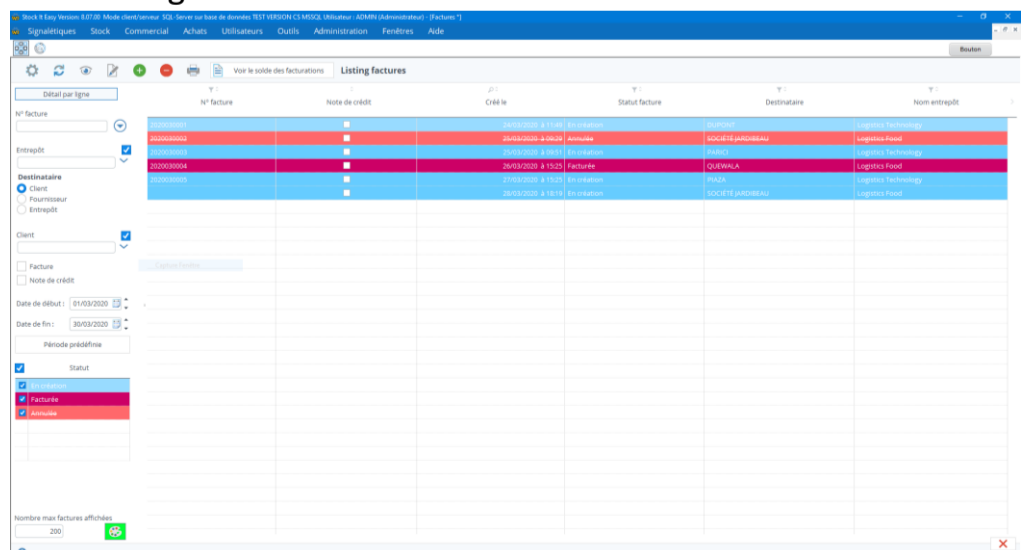 Stock It Easy Version: 8.07.00 Mode client/serveur SQL-Server sur base de données TEST VERSION CS MSSQL Utilisateur : ADMIN (Administrateur) - [Factures *]
Signalétiques Stock Commercial Achats Utilisateurs Outils Administration Fenêtres Aide
Bouton
Voir le solde des facturations Listing factures
Détail par ligne
N° facture Note de crédit Créé le Statut facture Destinataire Nom entrepôt
N° facture
2020030001 24/03/2020 à 11:49 En création DUPONT Logistics Technology
2020030002 25/03/2020 à 09:29 Annulée SOCIÉTÉ JARDIBEAU Logistics Food
2020030003 25/03/2020 à 09:51 En création PARICI Logistics Technology
2020030004 26/03/2020 à 15:25 Facturée QUEWALA Logistics Food
2020030005 27/03/2020 à 15:25 En création PIAZA Logistics Technology
28/03/2020 à 18:19 En création SOCIÉTÉ JARDIBEAU Logistics Food
Entrepôt
Destinataire
Client
Fournisseur
Entrepôt
Client
Facture
Note de crédit
Date de début : 01/03/2020
Date de fin : 30/03/2020
Période prédéfinie
Statut
En création
Facturée
Annulée
Nombre max factures affichées
200